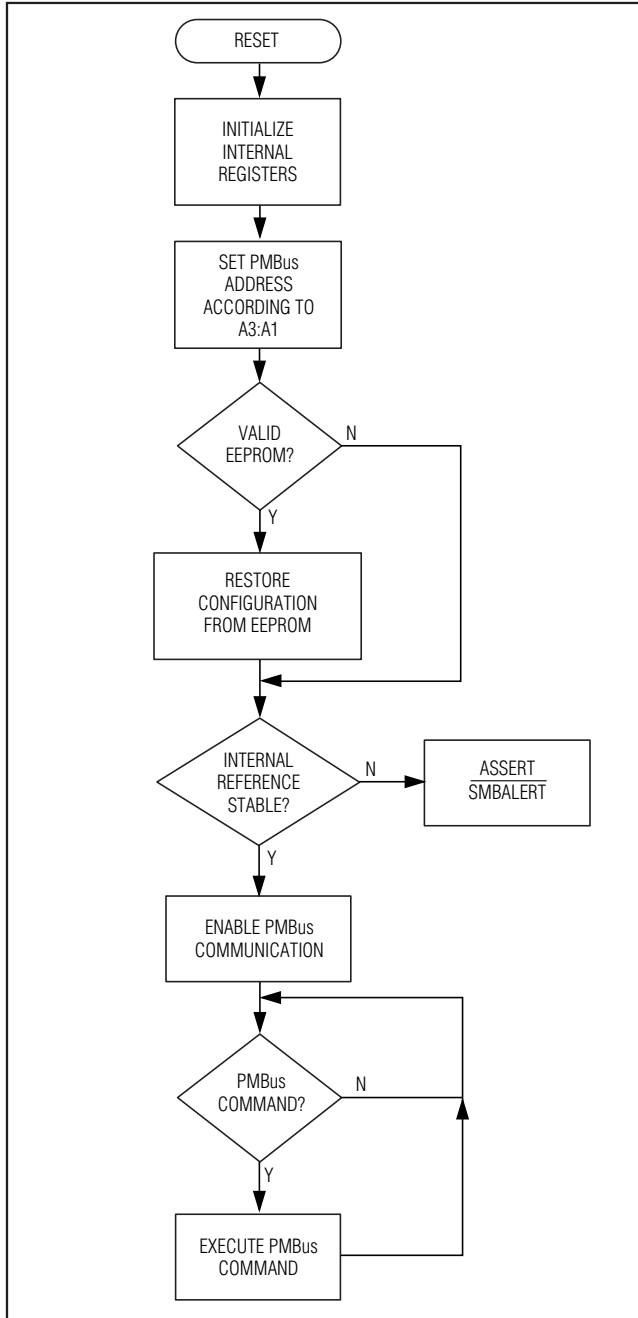 RESET
INITIALIZE
INTERNAL
REGISTERS
SET PMBus
ADDRESS
ACCORDING TO
A3:A1
VALID
EEPROM?
N
Y
RESTORE
CONFIGURATION
FROM EEPROM
INTERNAL
REFERENCE
STABLE?
N
ASSERT
SMBALERT
Y
ENABLE PMBus
COMMUNICATION
PMBus
COMMAND?
N
Y
EXECUTE PMBus
COMMAND